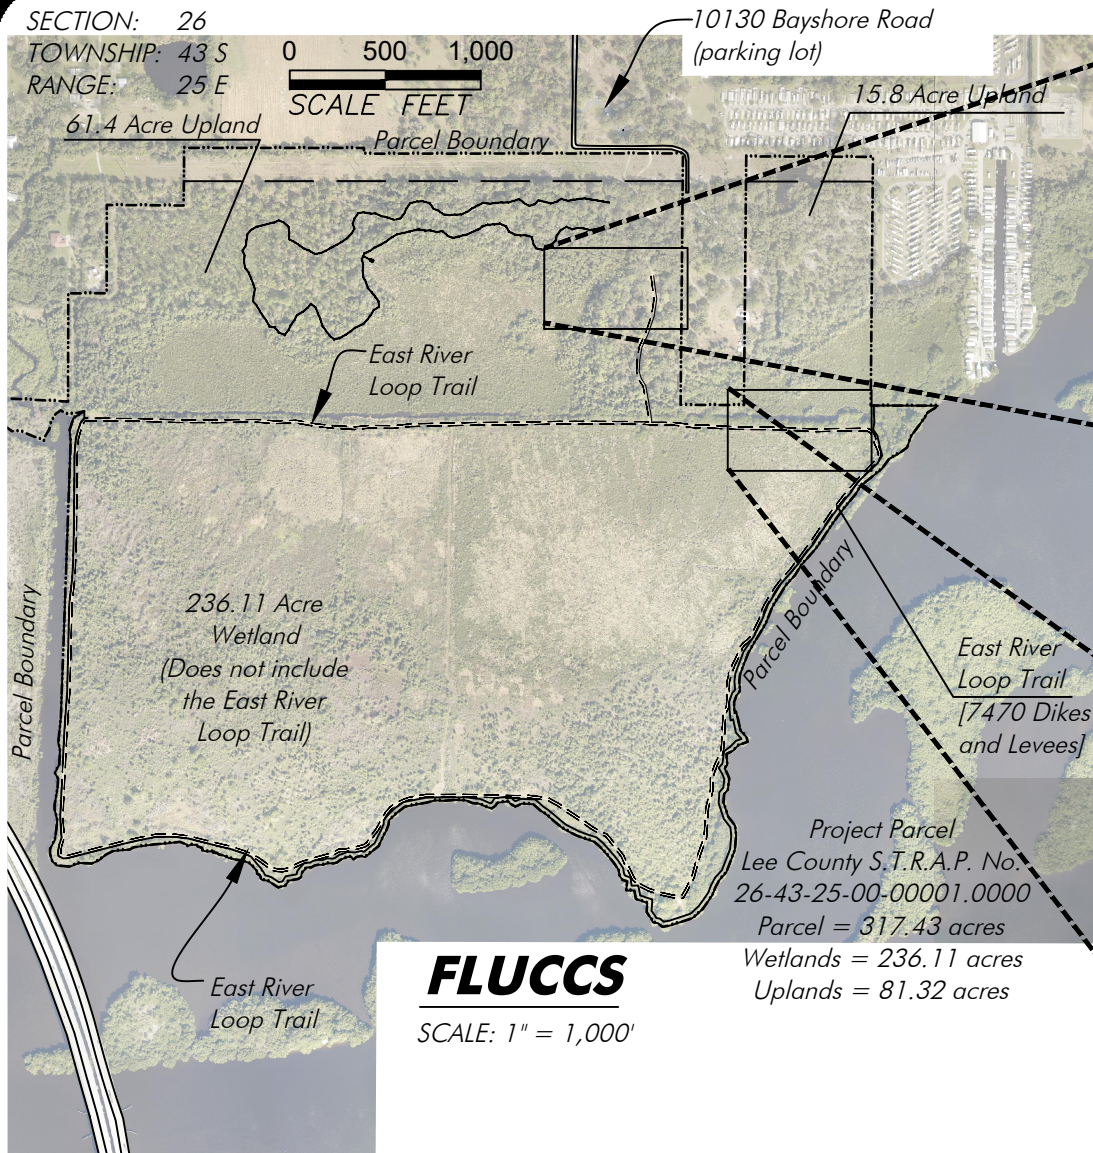 SECTION: 26
TOWNSHIP: 43 S
RANGE: 25 E
0 500 1,000
SCALE FEET
10130 Bayshore Road
(parking lot)
15.8 Acre Upland
61.4 Acre Upland
Parcel Boundary
East River
Loop Trail
236.11 Acre
Wetland
(Does not include
the East River
Loop Trail)
Parcel Boundary
Parcel Boundary
East River
Loop Trail
[7470 Dikes
and Levees]
Project Parcel
Lee County S.T.R.A.P. No.
26-43-25-00-00001.0000
Parcel = 317.43 acres
Wetlands = 236.11 acres
Uplands = 81.32 acres
East River
Loop Trail
FLUCCS
SCALE: 1" = 1,000'